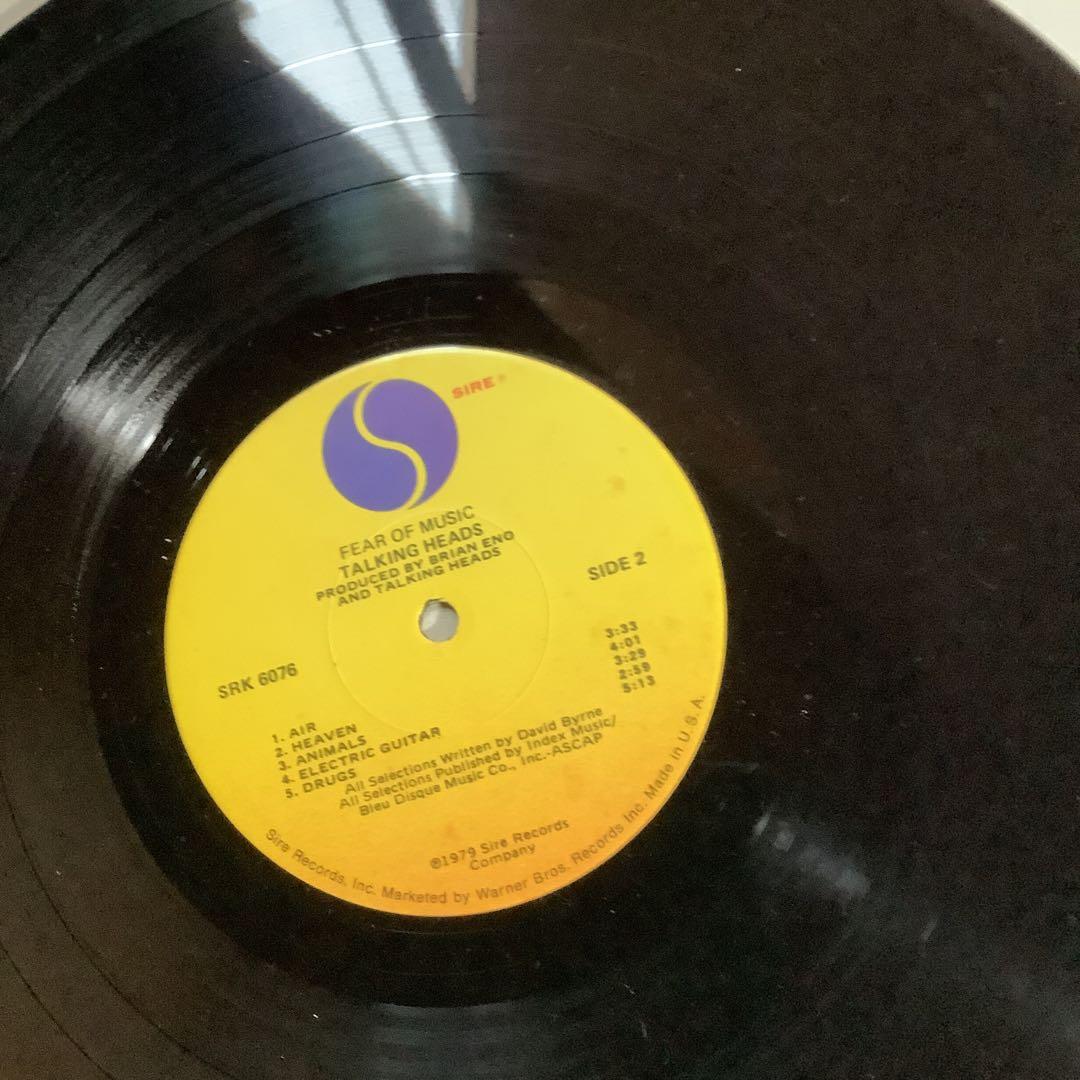 SIRE®
FEAR OF MUSIC
TALKING HEADS
PRODUCED BY BRIAN ENO
AND TALKING HEADS
SIDE 2
SRK 6076
1. AIR 3:33
2. HEAVEN 4:01
3. ANIMALS 3:29
4. ELECTRIC GUITAR 2:59
5. DRUGS 5:13
All Selections Written by David Byrne
All Selections Published by Index Music/
Bleu Disque Music Co., Inc.-ASCAP
℗1979 Sire Records
Company
Sire Records, Inc. Marketed by Warner Bros. Records Inc. Made in U.S.A.